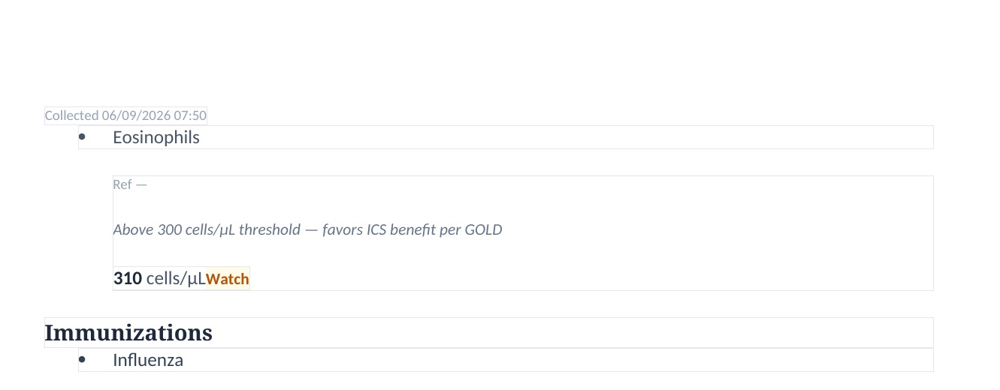 Collected 06/09/2026 07:50
• Eosinophils
Ref —
Above 300 cells/µL threshold — favors ICS benefit per GOLD
310 cells/µLWatch
Immunizations
• Influenza